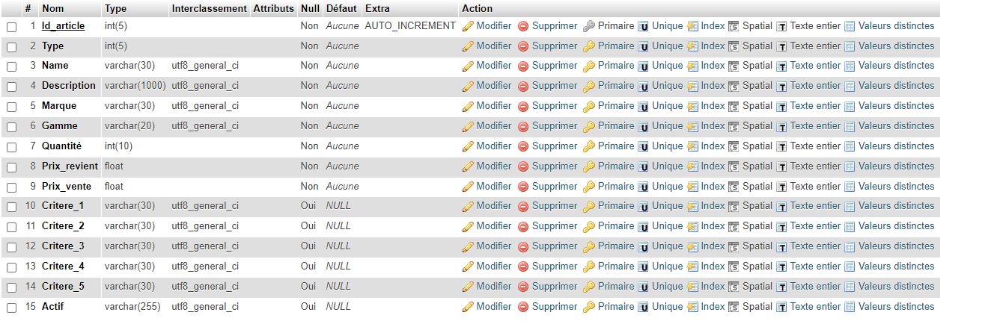 # Nom Type Interclassement Attributs Null Défaut Extra Action
1 Id_article int(5) Non Aucune AUTO_INCREMENT Modifier Supprimer Primaire Unique Index Spatial Texte entier Valeurs distinctes
2 Type int(5) Non Aucune Modifier Supprimer Primaire Unique Index Spatial Texte entier Valeurs distinctes
3 Name varchar(30) utf8_general_ci Non Aucune Modifier Supprimer Primaire Unique Index Spatial Texte entier Valeurs distinctes
4 Description varchar(1000) utf8_general_ci Non Aucune Modifier Supprimer Primaire Unique Index Spatial Texte entier Valeurs distinctes
5 Marque varchar(30) utf8_general_ci Non Aucune Modifier Supprimer Primaire Unique Index Spatial Texte entier Valeurs distinctes
6 Gamme varchar(20) utf8_general_ci Non Aucune Modifier Supprimer Primaire Unique Index Spatial Texte entier Valeurs distinctes
7 Quantité int(10) Non Aucune Modifier Supprimer Primaire Unique Index Spatial Texte entier Valeurs distinctes
8 Prix_revient float Non Aucune Modifier Supprimer Primaire Unique Index Spatial Texte entier Valeurs distinctes
9 Prix_vente float Non Aucune Modifier Supprimer Primaire Unique Index Spatial Texte entier Valeurs distinctes
10 Critere_1 varchar(30) utf8_general_ci Oui NULL Modifier Supprimer Primaire Unique Index Spatial Texte entier Valeurs distinctes
11 Critere_2 varchar(30) utf8_general_ci Oui NULL Modifier Supprimer Primaire Unique Index Spatial Texte entier Valeurs distinctes
12 Critere_3 varchar(30) utf8_general_ci Oui NULL Modifier Supprimer Primaire Unique Index Spatial Texte entier Valeurs distinctes
13 Critere_4 varchar(30) utf8_general_ci Oui NULL Modifier Supprimer Primaire Unique Index Spatial Texte entier Valeurs distinctes
14 Critere_5 varchar(30) utf8_general_ci Oui NULL Modifier Supprimer Primaire Unique Index Spatial Texte entier Valeurs distinctes
15 Actif varchar(255) utf8_general_ci Oui NULL Modifier Supprimer Primaire Unique Index Spatial Texte entier Valeurs distinctes